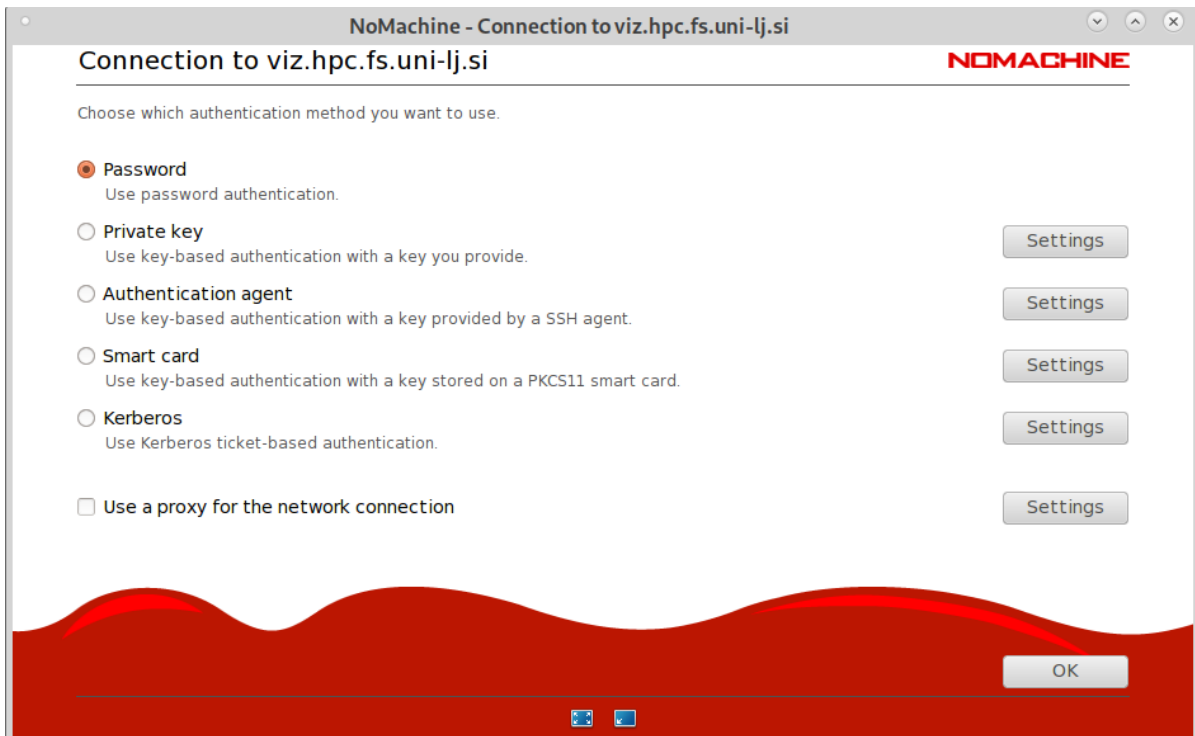 NoMachine - Connection to viz.hpc.fs.uni-lj.si
Connection to viz.hpc.fs.uni-lj.si
NOMACHINE
Choose which authentication method you want to use.
Password
Use password authentication.
Private key
Settings
Use key-based authentication with a key you provide.
Authentication agent
Settings
Use key-based authentication with a key provided by a SSH agent.
Smart card
Settings
Use key-based authentication with a key stored on a PKCS11 smart card.
Kerberos
Settings
Use Kerberos ticket-based authentication.
Use a proxy for the network connection
Settings
OK